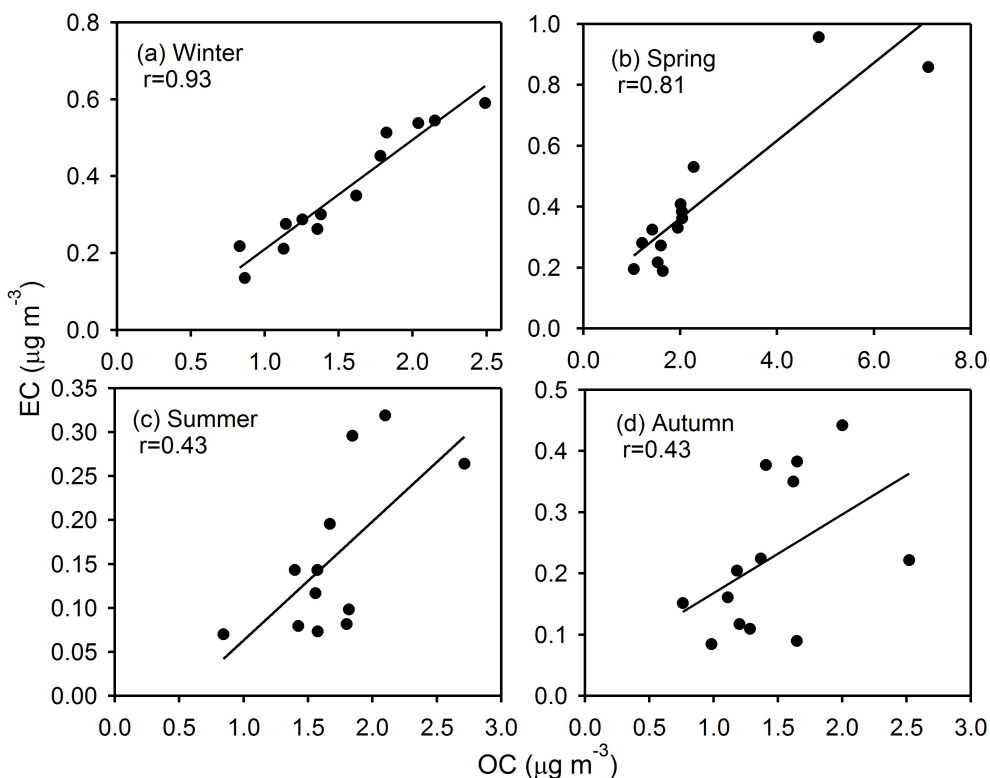 (a) Winter
r=0.93
0.8
0.6
0.4
0.2
0.0
0.0 0.5 1.0 1.5 2.0 2.5
(b) Spring
r=0.81
1.0
0.8
0.6
0.4
0.2
0.0
0.0 2.0 4.0 6.0 8.0
EC (μg m⁻³)
(c) Summer
r=0.43
0.35
0.30
0.25
0.20
0.15
0.10
0.05
0.00
0.0 0.5 1.0 1.5 2.0 2.5 3.0
(d) Autumn
r=0.43
0.5
0.4
0.3
0.2
0.1
0.0
0.0 0.5 1.0 1.5 2.0 2.5 3.0
OC (μg m⁻³)